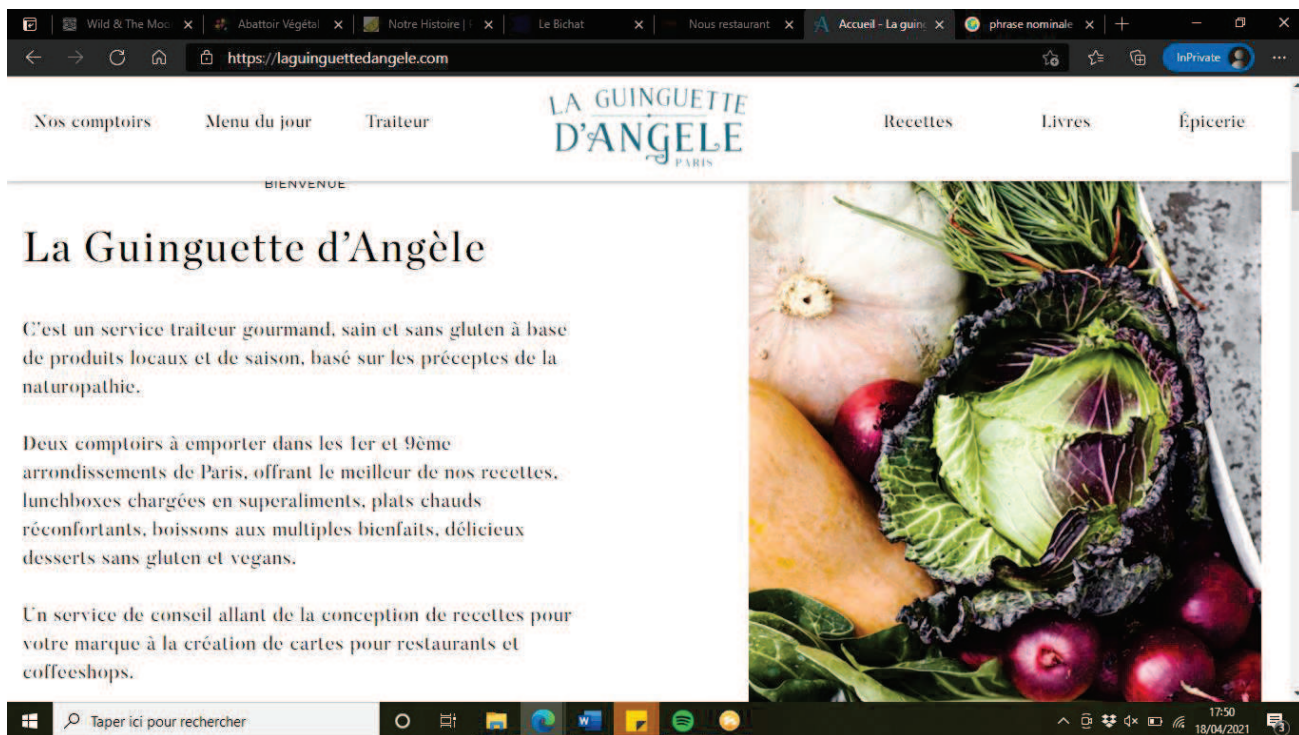 Wild & The Moo
Abattoir Végétal
Notre Histoire |
Le Bichat
Nous restaurant
Accueil - La guing
phrase nominale
https://laguinguettedangele.com
InPrivate
Nos comptoirs
Menu du jour
Traiteur
LA GUINGUETTE
D'ANGELE
PARIS
Recettes
Livres
Épicerie
BIENVENUE
La Guinguette d'Angèle
C'est un service traiteur gourmand, sain et sans gluten à base
de produits locaux et de saison, basé sur les préceptes de la
naturopathie.
Deux comptoirs à emporter dans les 1er et 9ème
arrondissements de Paris, offrant le meilleur de nos recettes,
lunchboxes chargées en superaliments, plats chauds
réconfortants, boissons aux multiples bienfaits, délicieux
desserts sans gluten et vegans.
Un service de conseil allant de la conception de recettes pour
votre marque à la création de cartes pour restaurants et
coffeeshops.
Taper ici pour rechercher
17:50
18/04/2021
3